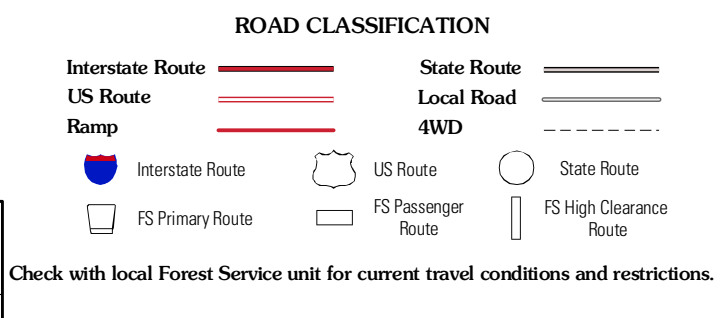 ROAD CLASSIFICATION
Interstate Route
State Route
US Route
Local Road
Ramp
4WD
Interstate Route
US Route
State Route
FS Primary Route
FS Passenger
Route
FS High Clearance
Route
Check with local Forest Service unit for current travel conditions and restrictions.